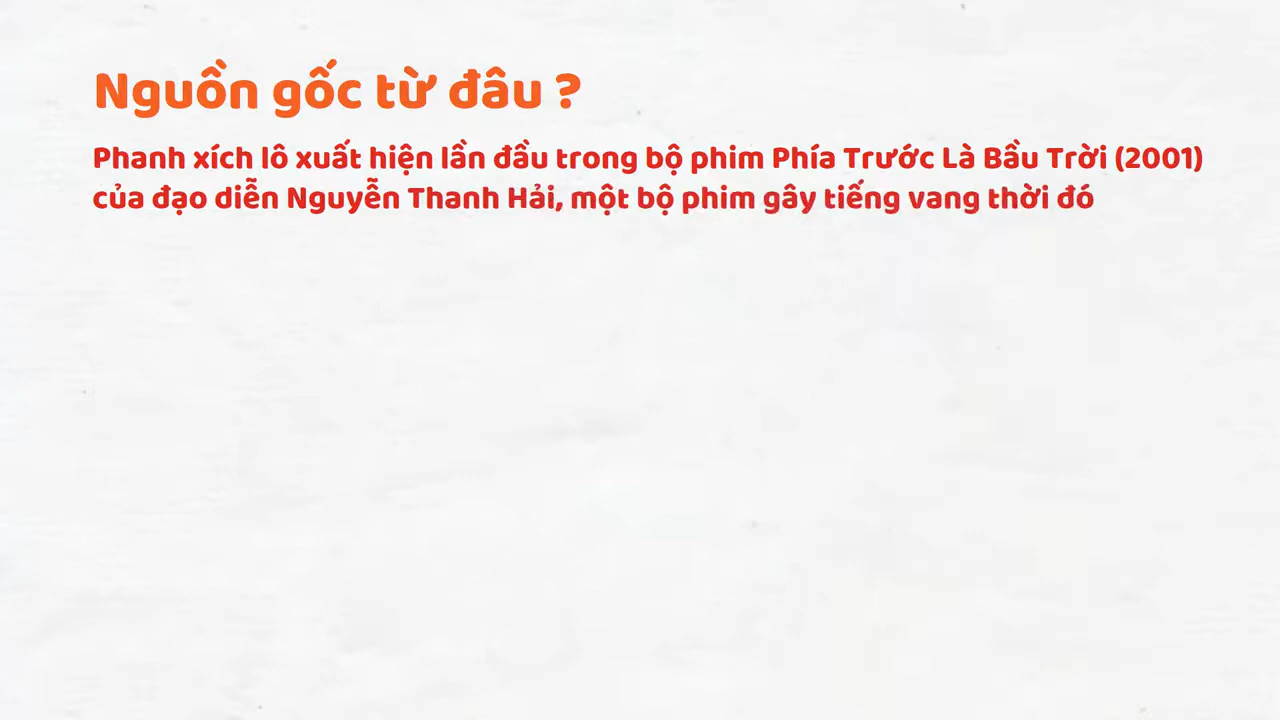 Nguồn gốc từ đâu ?
Phanh xích lô xuất hiện lần đầu trong bộ phim Phía Trước Là Bầu Trời (2001)
của đạo diễn Nguyễn Thanh Hải, một bộ phim gây tiếng vang thời đó